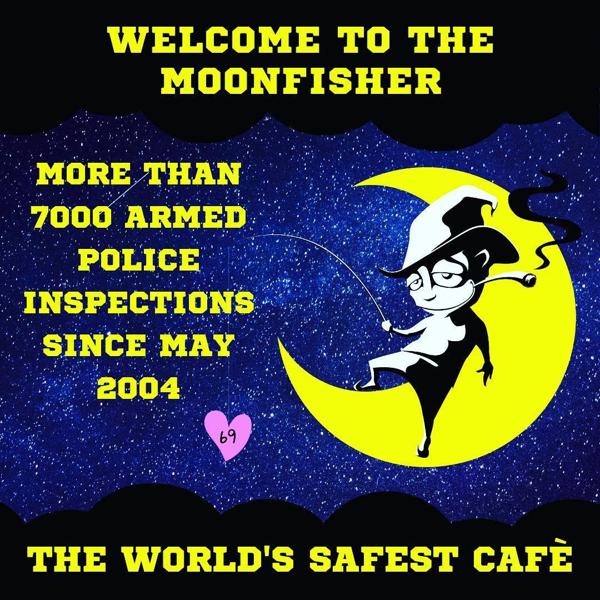 WELCOME TO THE
MOONFISHER
MORE THAN
7000 ARMED
POLICE
INSPECTIONS
SINCE MAY
2004
69
THE WORLD'S SAFEST CAFÈ